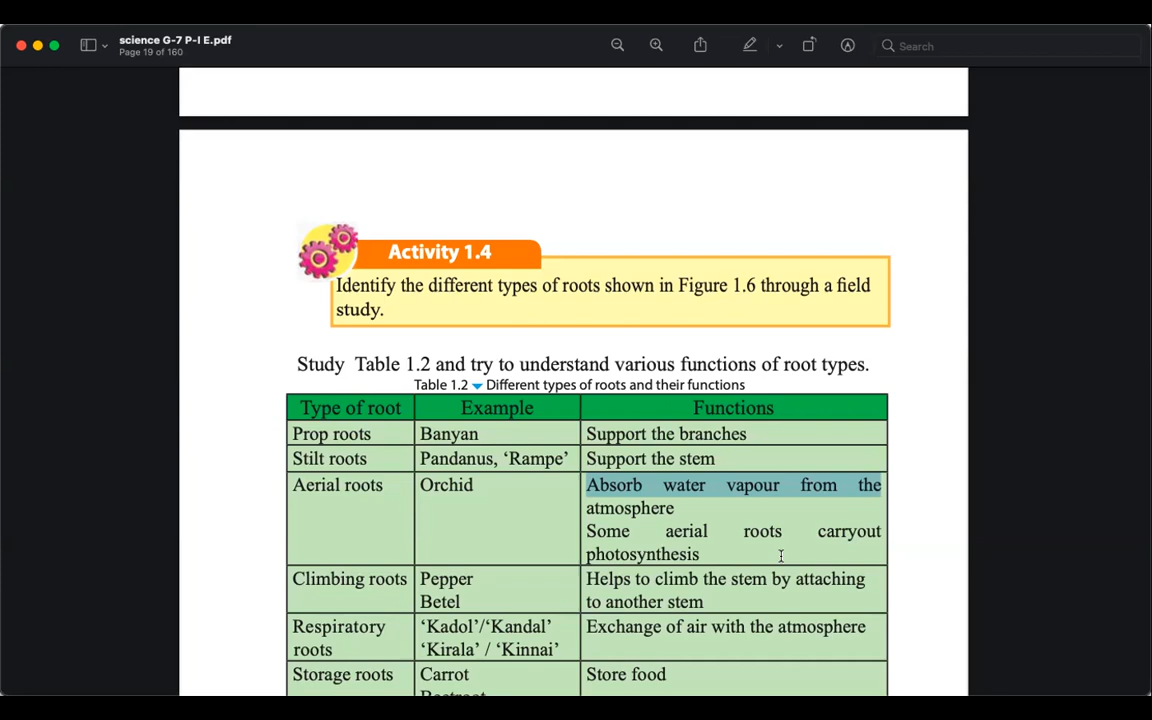 science G-7 P-I E.pdf
Page 19 of 160
Search
Activity 1.4
Identify the different types of roots shown in Figure 1.6 through a field
study.
Study Table 1.2 and try to understand various functions of root types.
Table 1.2 Different types of roots and their functions
Type of root Example Functions
Prop roots Banyan Support the branches
Stilt roots Pandanus, ‘Rampe’ Support the stem
Aerial roots Orchid Absorb water vapour from the
atmosphere
Some aerial roots carryout
photosynthesis
Climbing roots Pepper Helps to climb the stem by attaching
Betel to another stem
Respiratory ‘Kadol’/‘Kandal’ Exchange of air with the atmosphere
roots ‘Kirala’ / ‘Kinnai’
Storage roots Carrot Store food
Beetroot